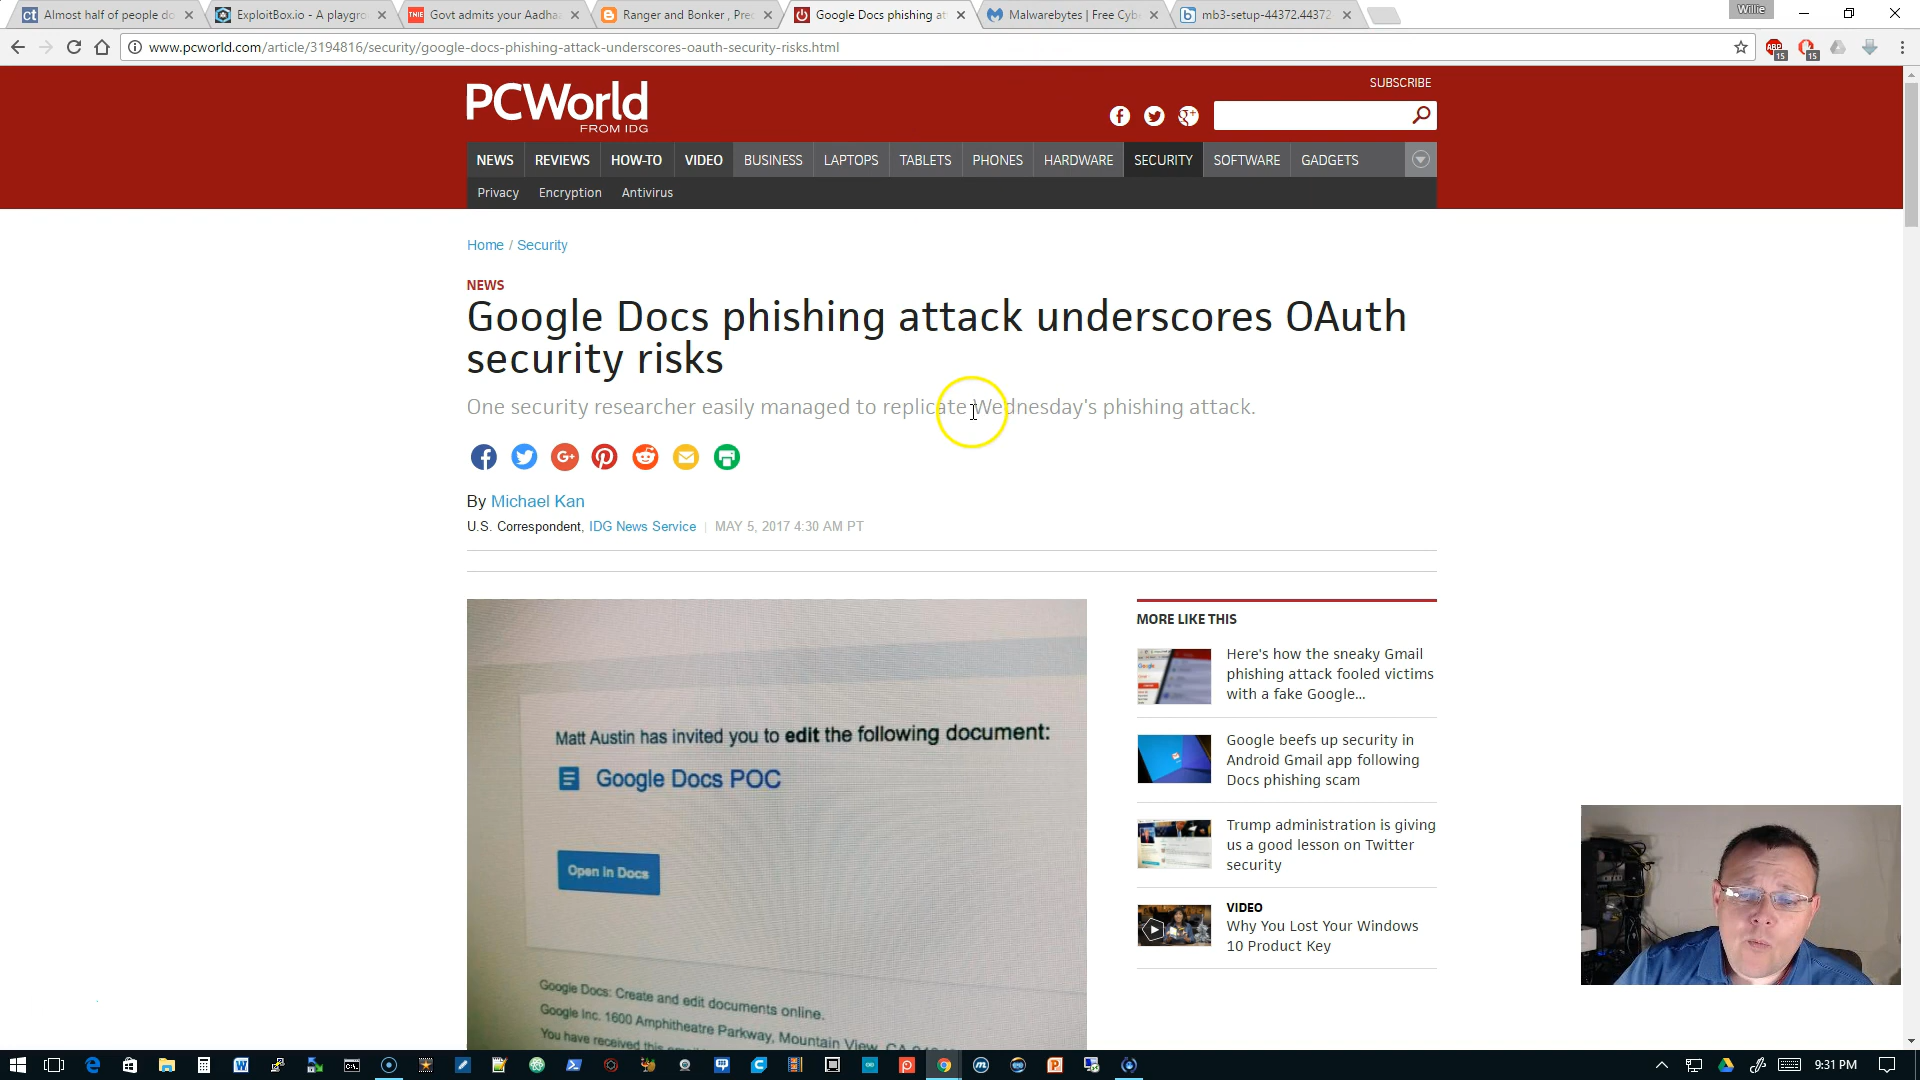 Almost half of people do
ExploitBox.io - A playgro
Govt admits your Aadha
Ranger and Bonker , Pre
Google Docs phishing at
Malwarebytes | Free Cyb
mb3-setup-44372.44372
Willie
www.pcworld.com/article/3194816/security/google-docs-phishing-attack-underscores-oauth-security-risks.html
ABP
15
15
SUBSCRIBE
PCWorld
FROM IDG
NEWS REVIEWS HOW-TO VIDEO BUSINESS LAPTOPS TABLETS PHONES HARDWARE SECURITY SOFTWARE GADGETS
Privacy Encryption Antivirus
Home / Security
NEWS
Google Docs phishing attack underscores OAuth
security risks
One security researcher easily managed to replicate Wednesday's phishing attack.
By Michael Kan
U.S. Correspondent, IDG News Service | MAY 5, 2017 4:30 AM PT
Matt Austin has invited you to edit the following document:
Google Docs POC
Open in Docs
Google Docs: Create and edit documents online.
Google Inc. 1600 Amphitheatre Parkway, Mountain View, CA
You have received this
MORE LIKE THIS
Here's how the sneaky Gmail
phishing attack fooled victims
with a fake Google...
Google beefs up security in
Android Gmail app following
Docs phishing scam
Trump administration is giving
us a good lesson on Twitter
security
VIDEO
Why You Lost Your Windows
10 Product Key
9:31 PM